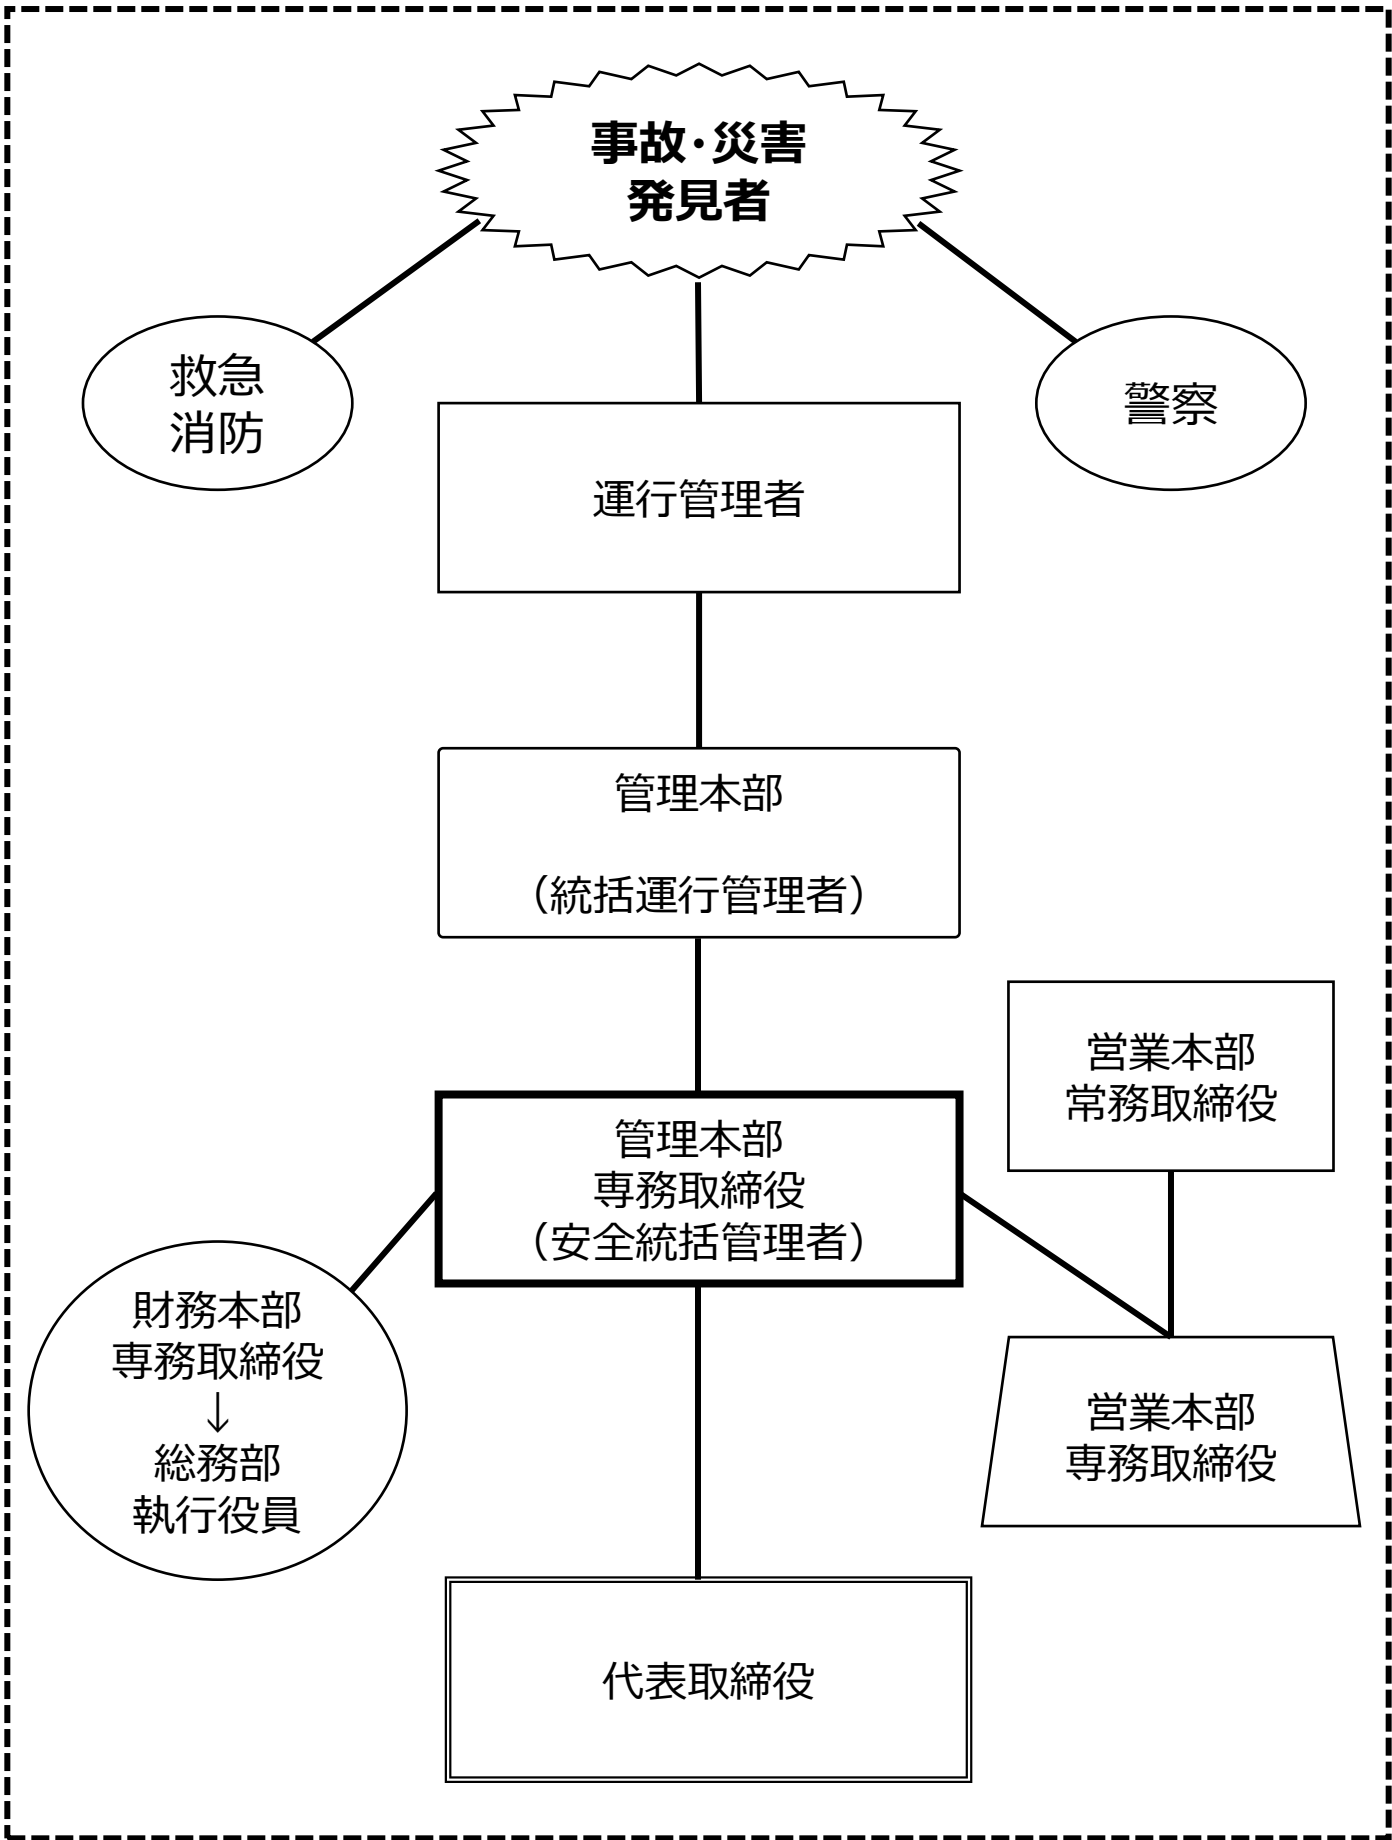 事故・災害
発見者
救急
消防
警察
運行管理者
管理本部
（統括運行管理者）
営業本部
常務取締役
管理本部
専務取締役
（安全統括管理者）
財務本部
専務取締役
↓
総務部
執行役員
営業本部
専務取締役
代表取締役